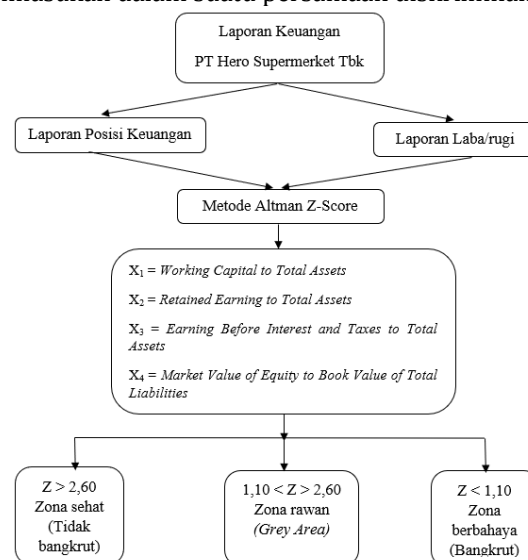 dalam suatu persamaan
Laporan Keuangan
PT Hero Supermerket Tbk
Laporan Posisi Keuangan
Laporan Laba/rugi
Metode Altman Z-Score
X₁ = Working Capital to Total Assets
X₂ = Retained Earning to Total Assets
X₃ = Earning Before Interest and Taxes to Total
Assets
X₄ = Market Value of Equity to Book Value of Total
Liabilities
Z > 2,60
Zona sehat
(Tidak
bangkrut)
1,10 < Z > 2,60
Zona rawan
(Grey Area)
Z < 1,10
Zona
berbahaya
(Bangkrut)